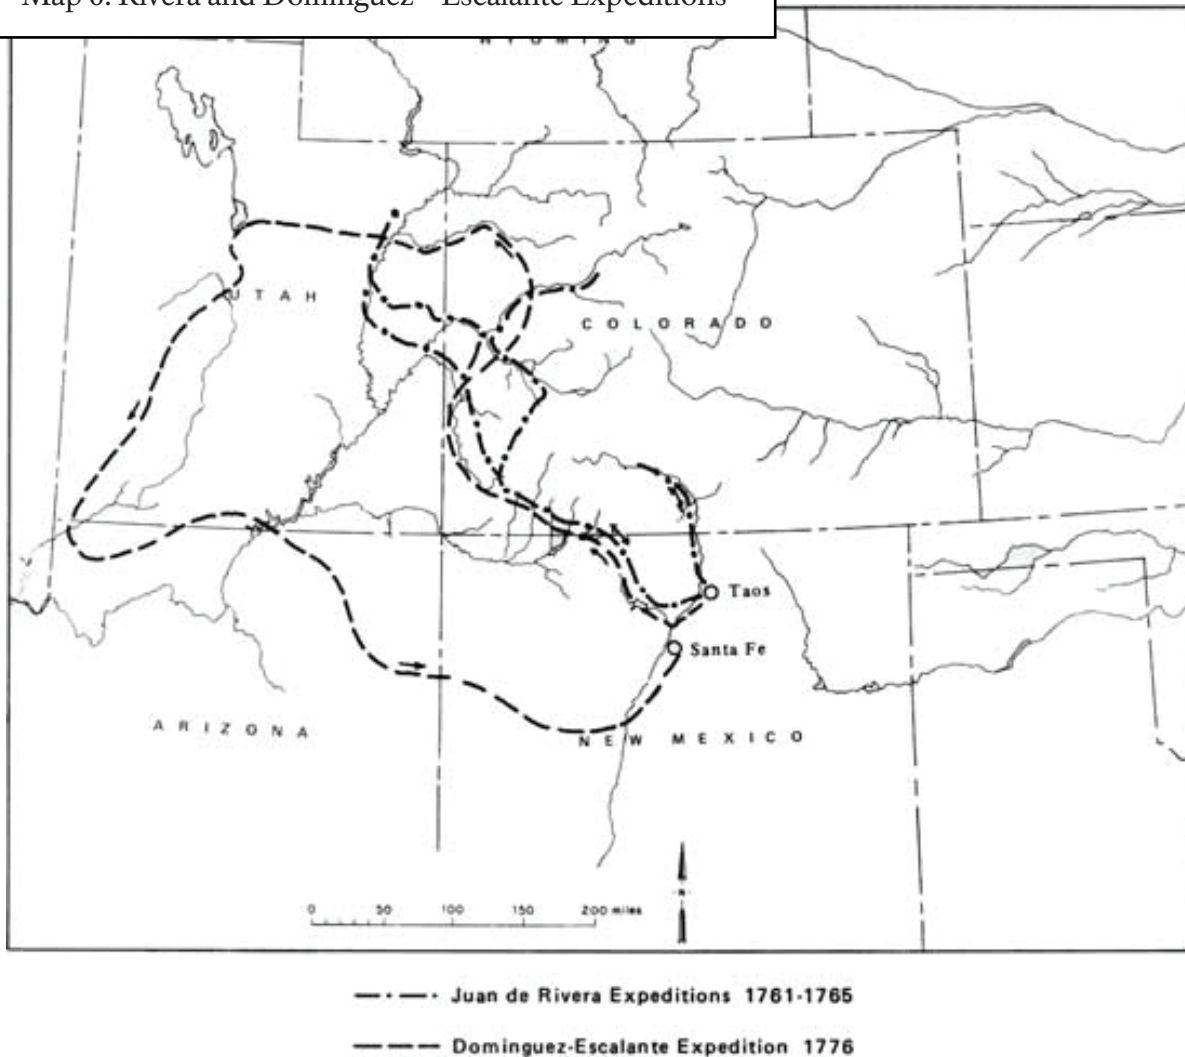 Map 6: Rivera and Dominguez – Escalante Expeditions
WYOMING
UTAH
COLORADO
Taos
Santa Fe
ARIZONA
NEW MEXICO
0 50 100 150 200 miles
N
Juan de Rivera Expeditions 1761-1765
Dominguez-Escalante Expedition 1776